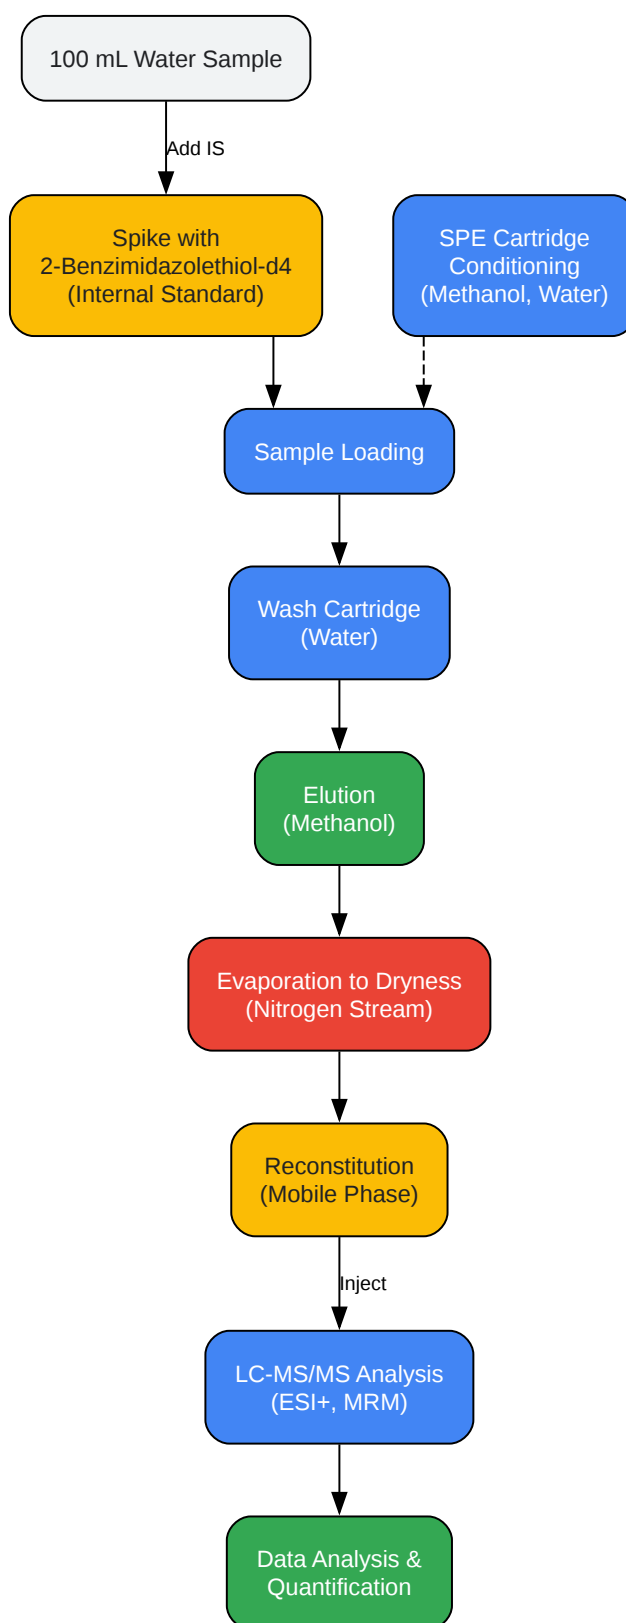 100 mL Water Sample
Add IS
Spike with
2-Benzimidazolethiol-d4
(Internal Standard)
SPE Cartridge
Conditioning
(Methanol, Water)
Sample Loading
Wash Cartridge
(Water)
Elution
(Methanol)
Evaporation to Dryness
(Nitrogen Stream)
Reconstitution
(Mobile Phase)
Inject
LC-MS/MS Analysis
(ESI+, MRM)
Data Analysis &
Quantification